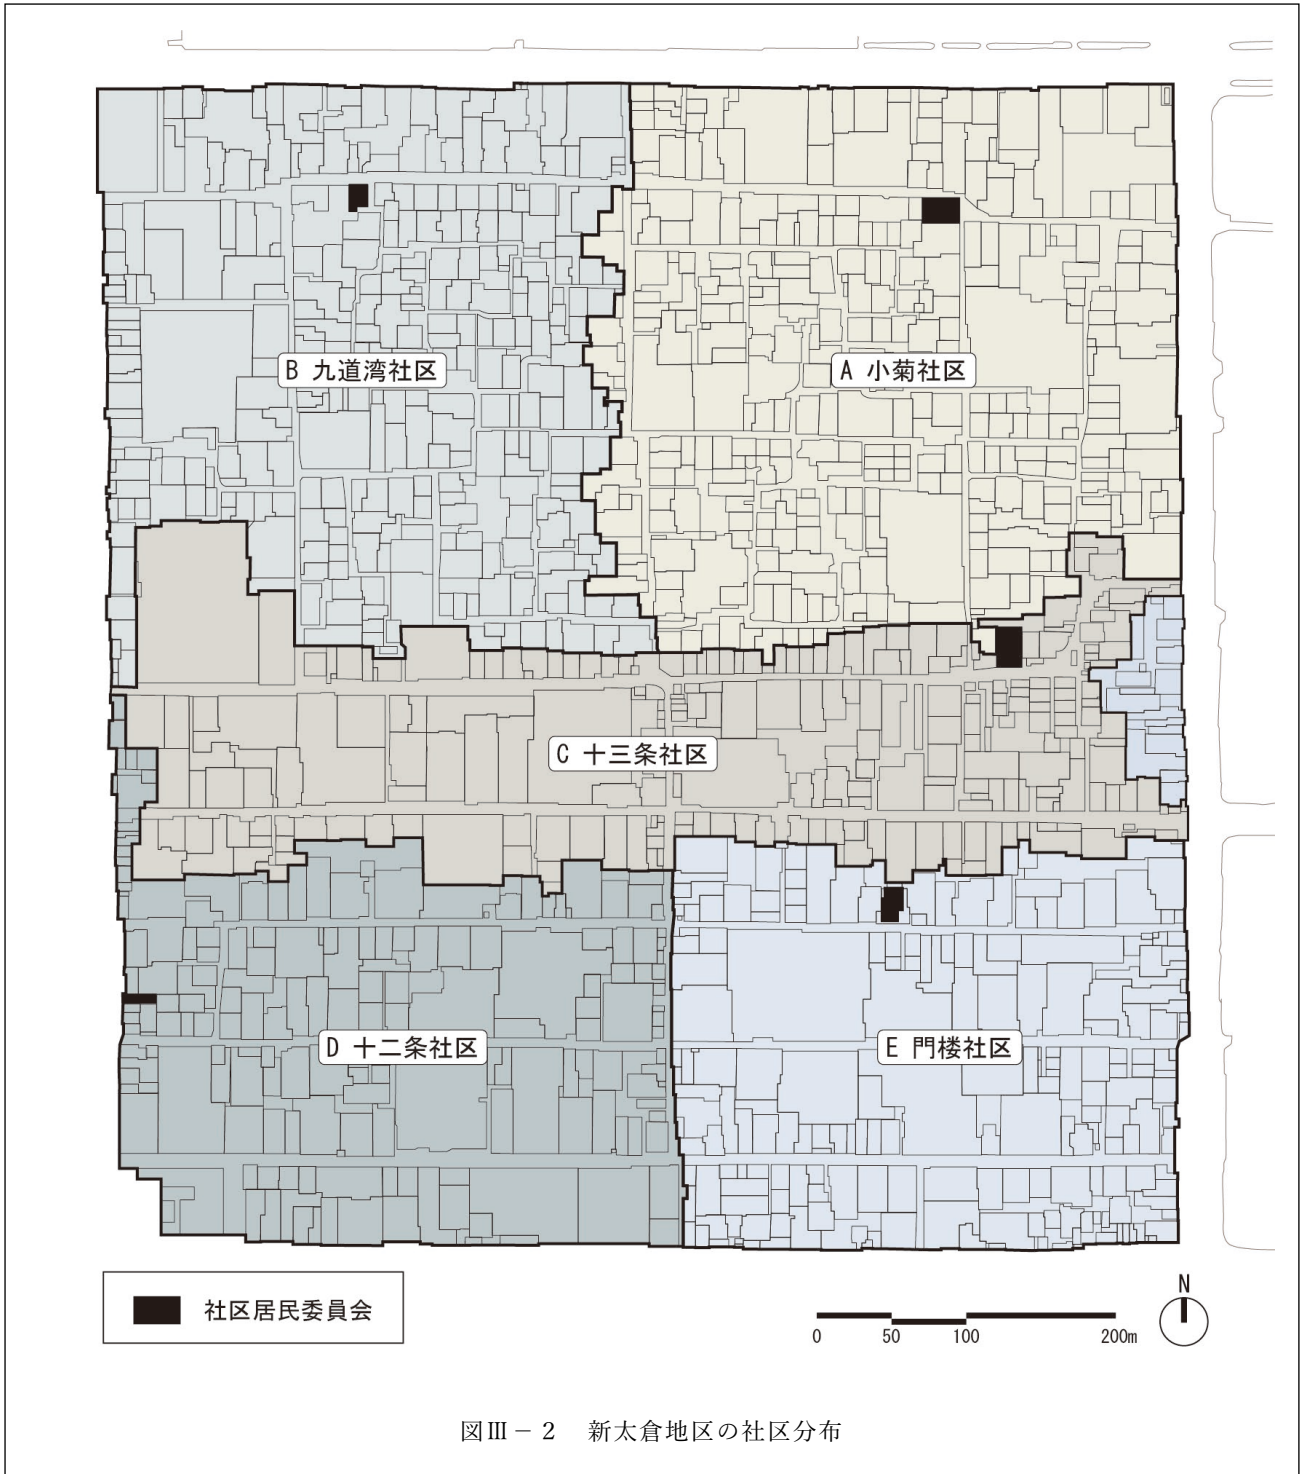 B 九道湾社区
A 小菊社区
C 十三条社区
D 十二条社区
E 門楼社区
社区居民委員会
N
0 50 100 200m
図Ⅲ－2 新太倉地区の社区分布